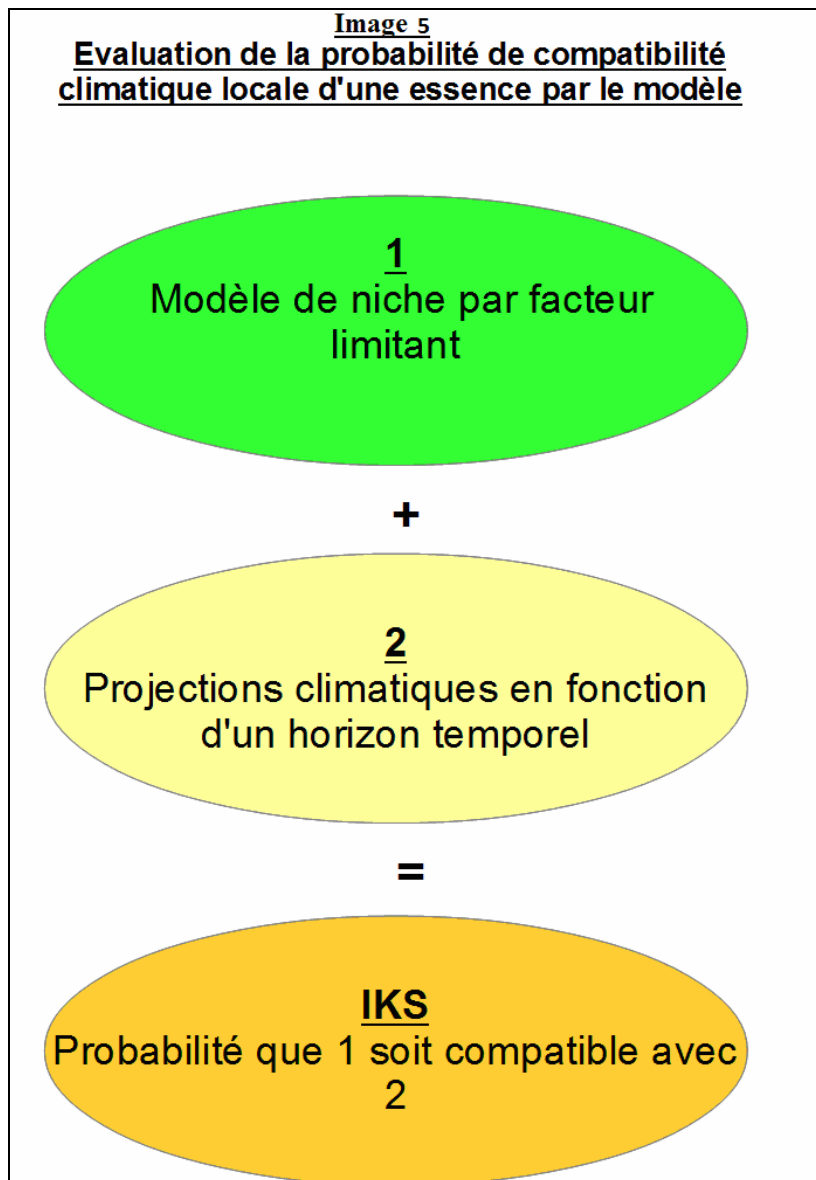 Image 5
Evaluation de la probabilité de compatibilité
climatique locale d'une essence par le modèle
1
Modèle de niche par facteur
limitant
+
2
Projections climatiques en fonction
d'un horizon temporel
=
IKS
Probabilité que 1 soit compatible avec
2